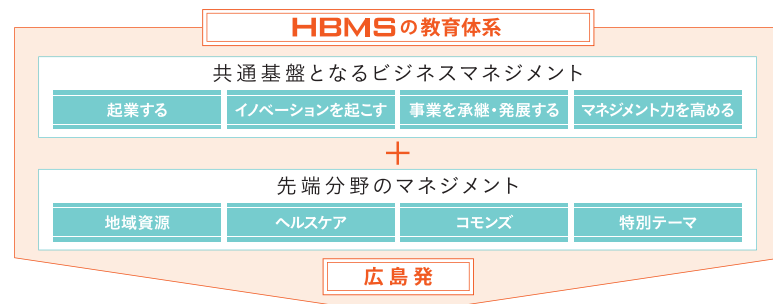 HBMSの教育体系
共通基盤となるビジネスマネジメント
起業する イノベーションを起こす 事業を承継・発展する マネジメント力を高める
+
先端分野のマネジメント
地域資源 ヘルスケア コモンズ 特別テーマ
広島発